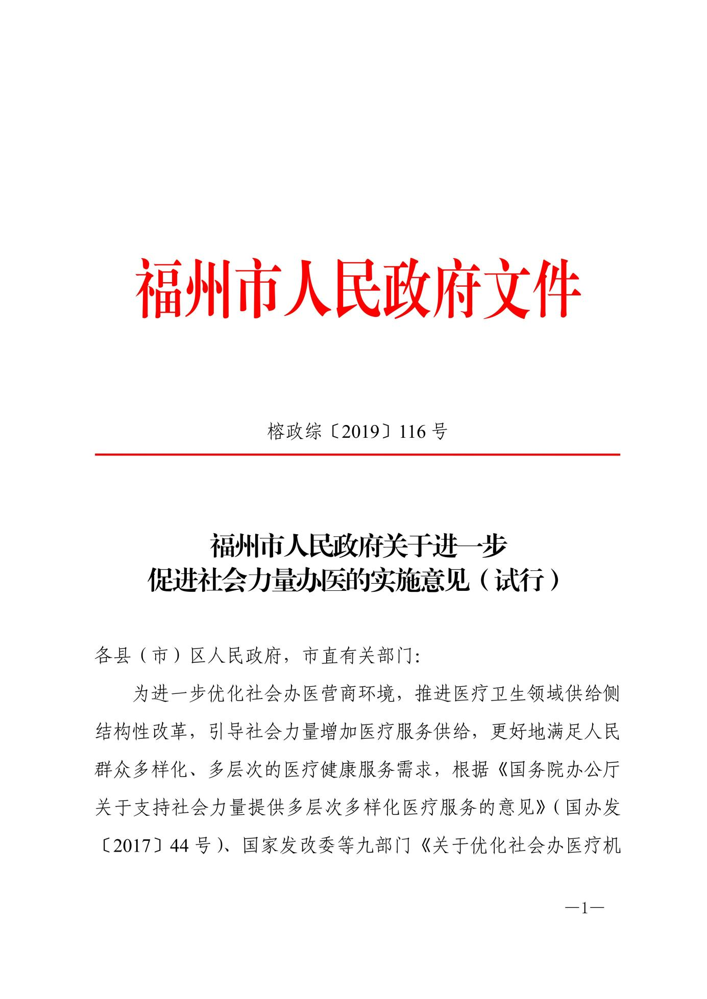 福州市人民政府文件
榕政综〔2019〕116 号
福州市人民政府关于进一步
促进社会力量办医的实施意见（试行）
各县（市）区人民政府，市直有关部门：
为进一步优化社会办医营商环境，推进医疗卫生领域供给侧
结构性改革，引导社会力量增加医疗服务供给，更好地满足人民
群众多样化、多层次的医疗健康服务需求，根据《国务院办公厅
关于支持社会力量提供多层次多样化医疗服务的意见》（国办发
〔2017〕44 号）、国家发改委等九部门《关于优化社会办医疗机
—1—